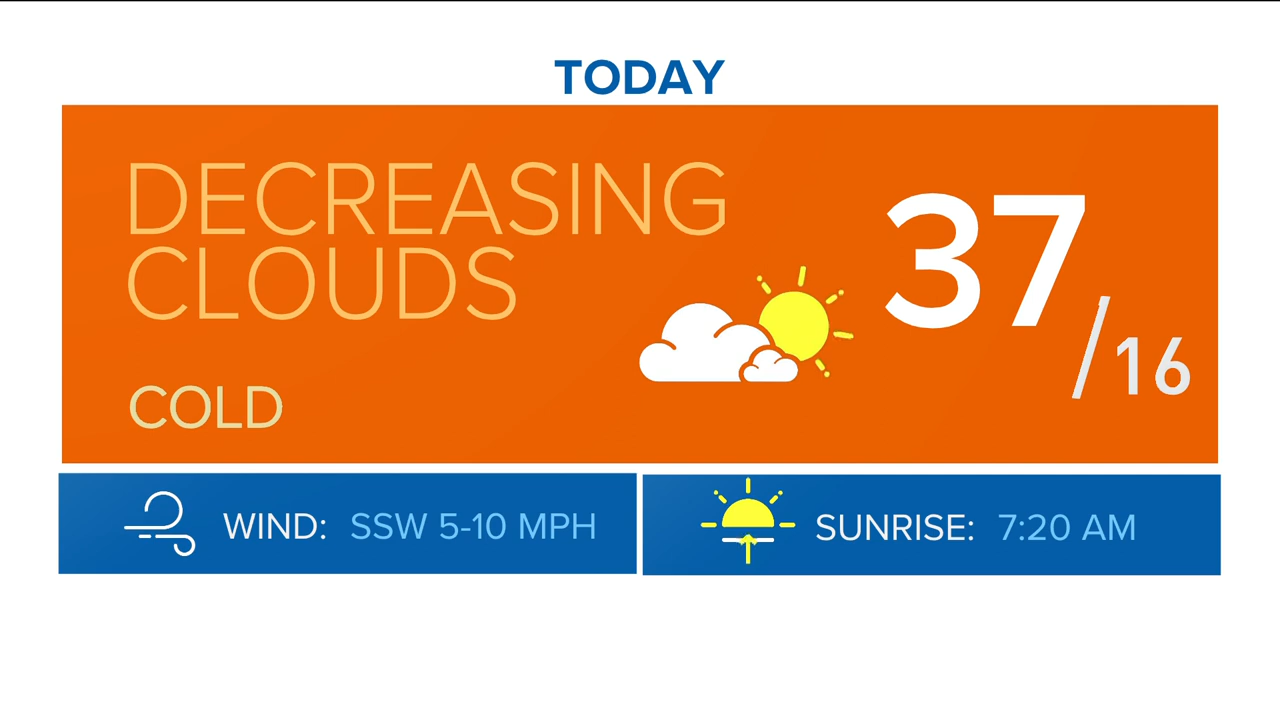 TODAY
DECREASING
CLOUDS
37/16
COLD
WIND: SSW 5-10 MPH
SUNRISE: 7:20 AM